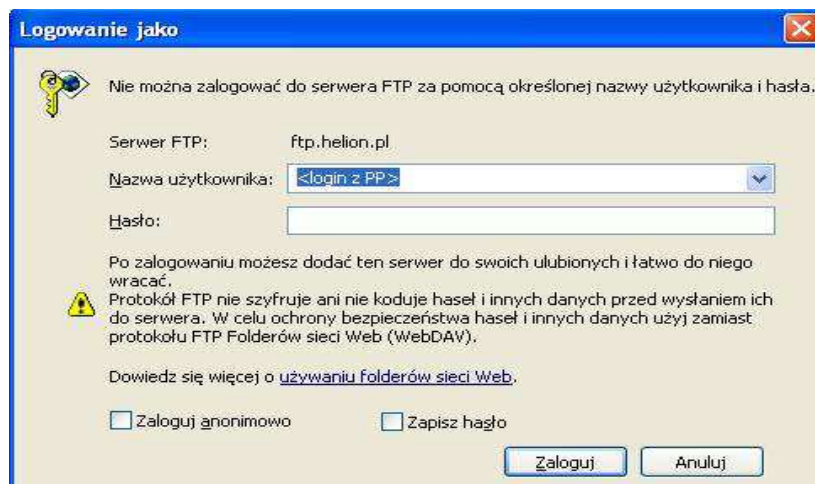 Logowanie jako
Nie można zalogować do serwera FTP za pomocą określonej nazwy użytkownika i hasła.
Serwer FTP: ftp.helion.pl
Nazwa użytkownika: <login z PP>
Hasło:
Po zalogowaniu możesz dodać ten serwer do swoich ulubionych i łatwo do niego
wracać.
Protokół FTP nie szyfruje ani nie koduje haseł i innych danych przed wysłaniem ich
do serwera. W celu ochrony bezpieczeństwa haseł i innych danych użyj zamiast
protokołu FTP Folderów sieci Web (WebDAV).
Dowiedz się więcej o używaniu folderów sieci Web.
Zaloguj anonimowo Zapisz hasło
Zaloguj Anuluj